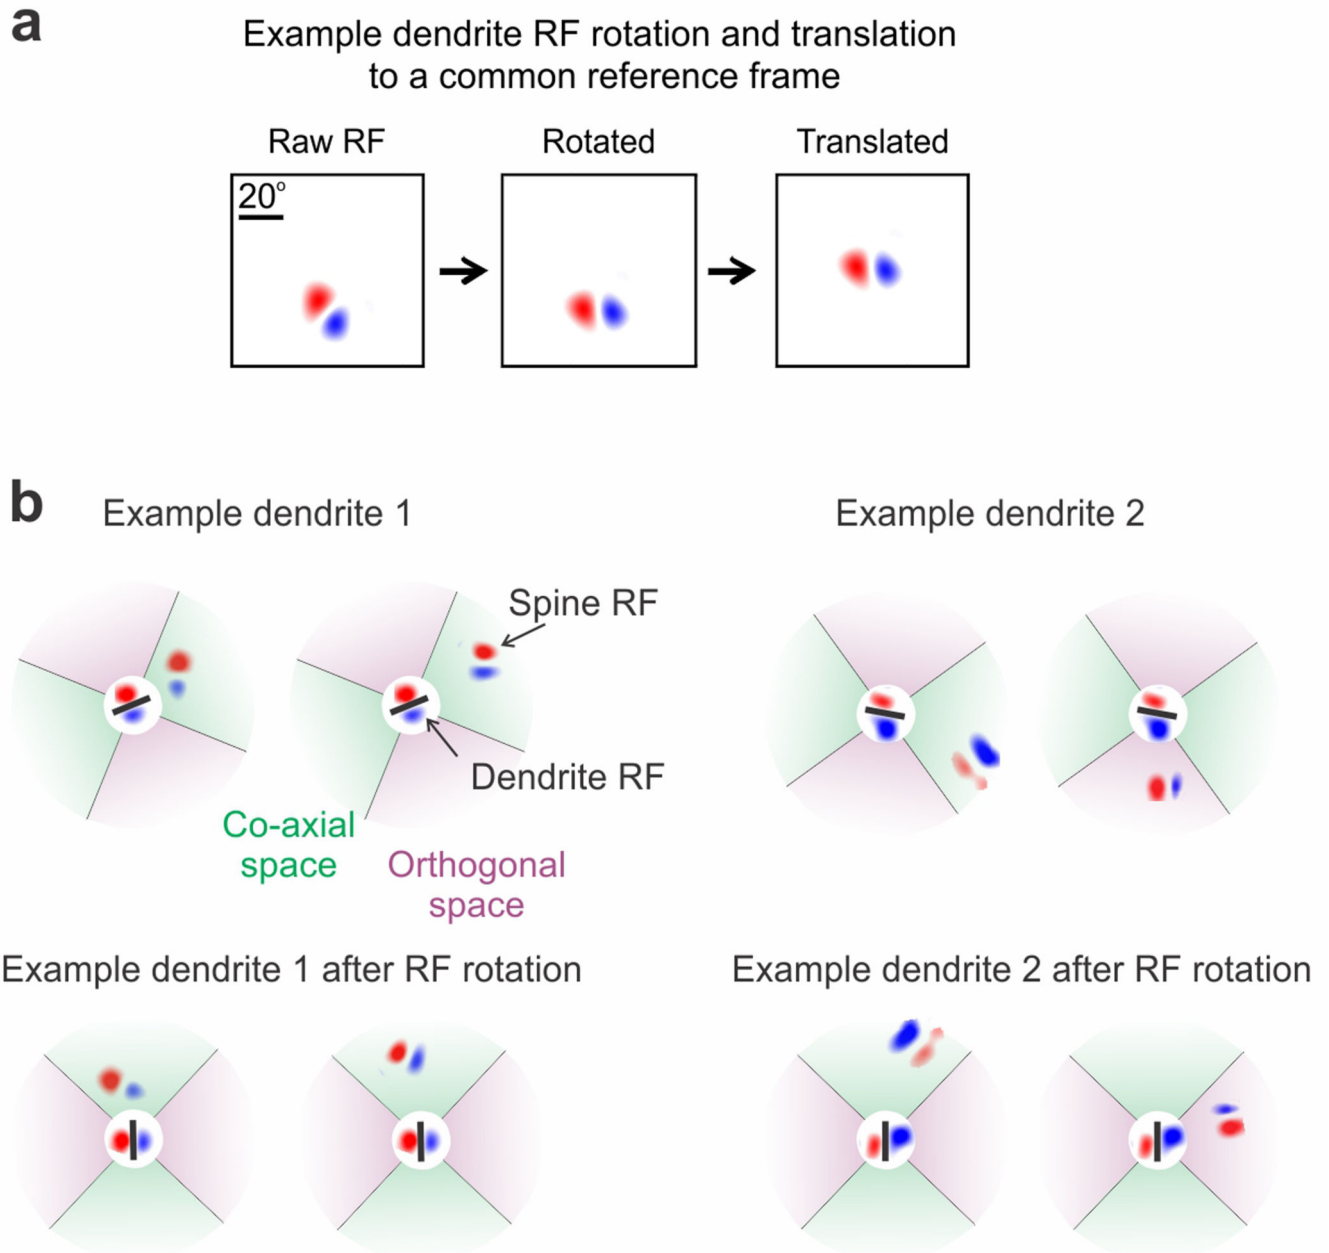 a
Example dendrite RF rotation and translation
to a common reference frame
Raw RF
Rotated
Translated
20°
b
Example dendrite 1
Example dendrite 2
Spine RF
Dendrite RF
Co-axial
space
Orthogonal
space
Example dendrite 1 after RF rotation
Example dendrite 2 after RF rotation